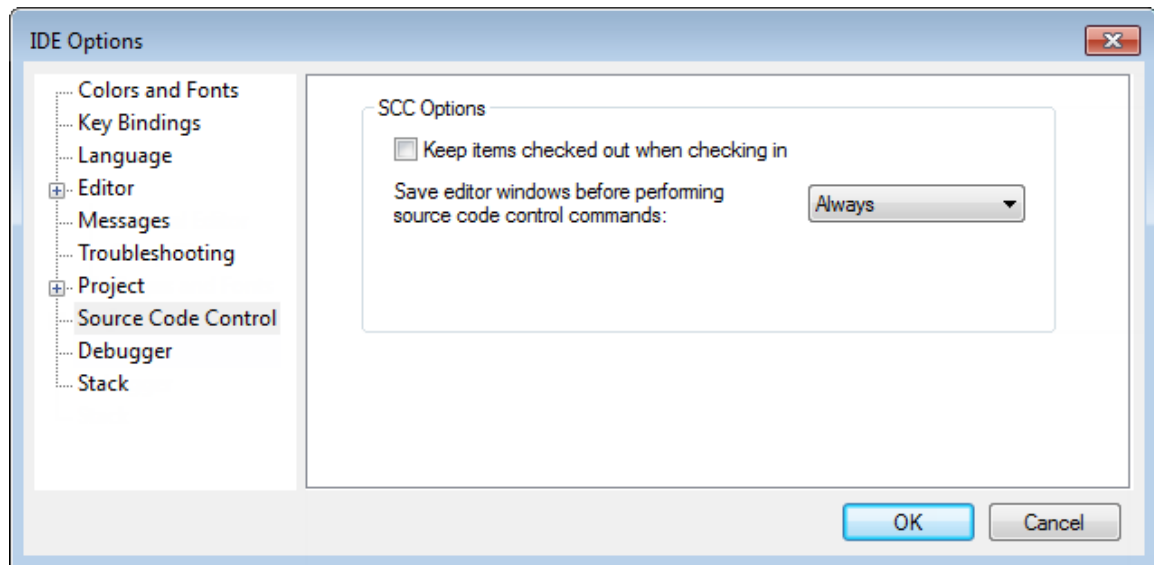 IDE Options
Colors and Fonts
Key Bindings
Language
Editor
Messages
Troubleshooting
Project
Source Code Control
Debugger
Stack
SCC Options
Keep items checked out when checking in
Save editor windows before performing
source code control commands:
Always
OK
Cancel